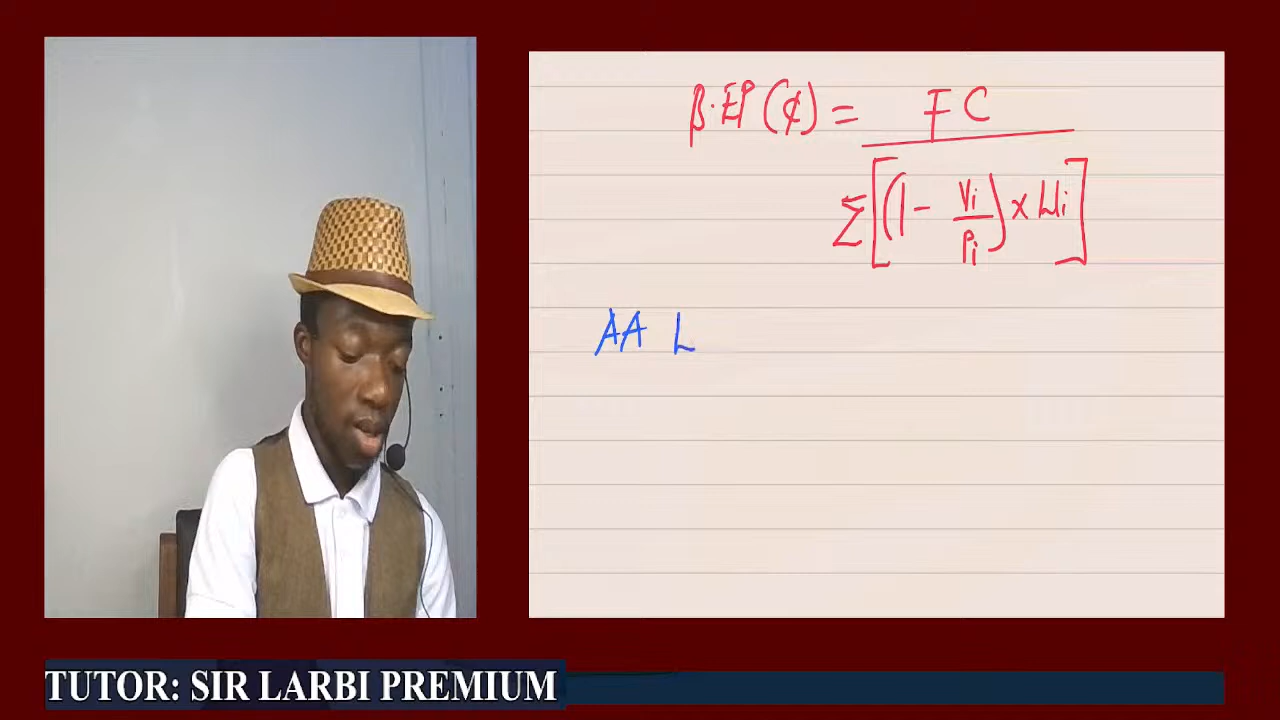 B.EP(¢) = FC
Σ[(1 - Vi/Pi) × Wi]
AA L
TUTOR: SIR LARBI PREMIUM